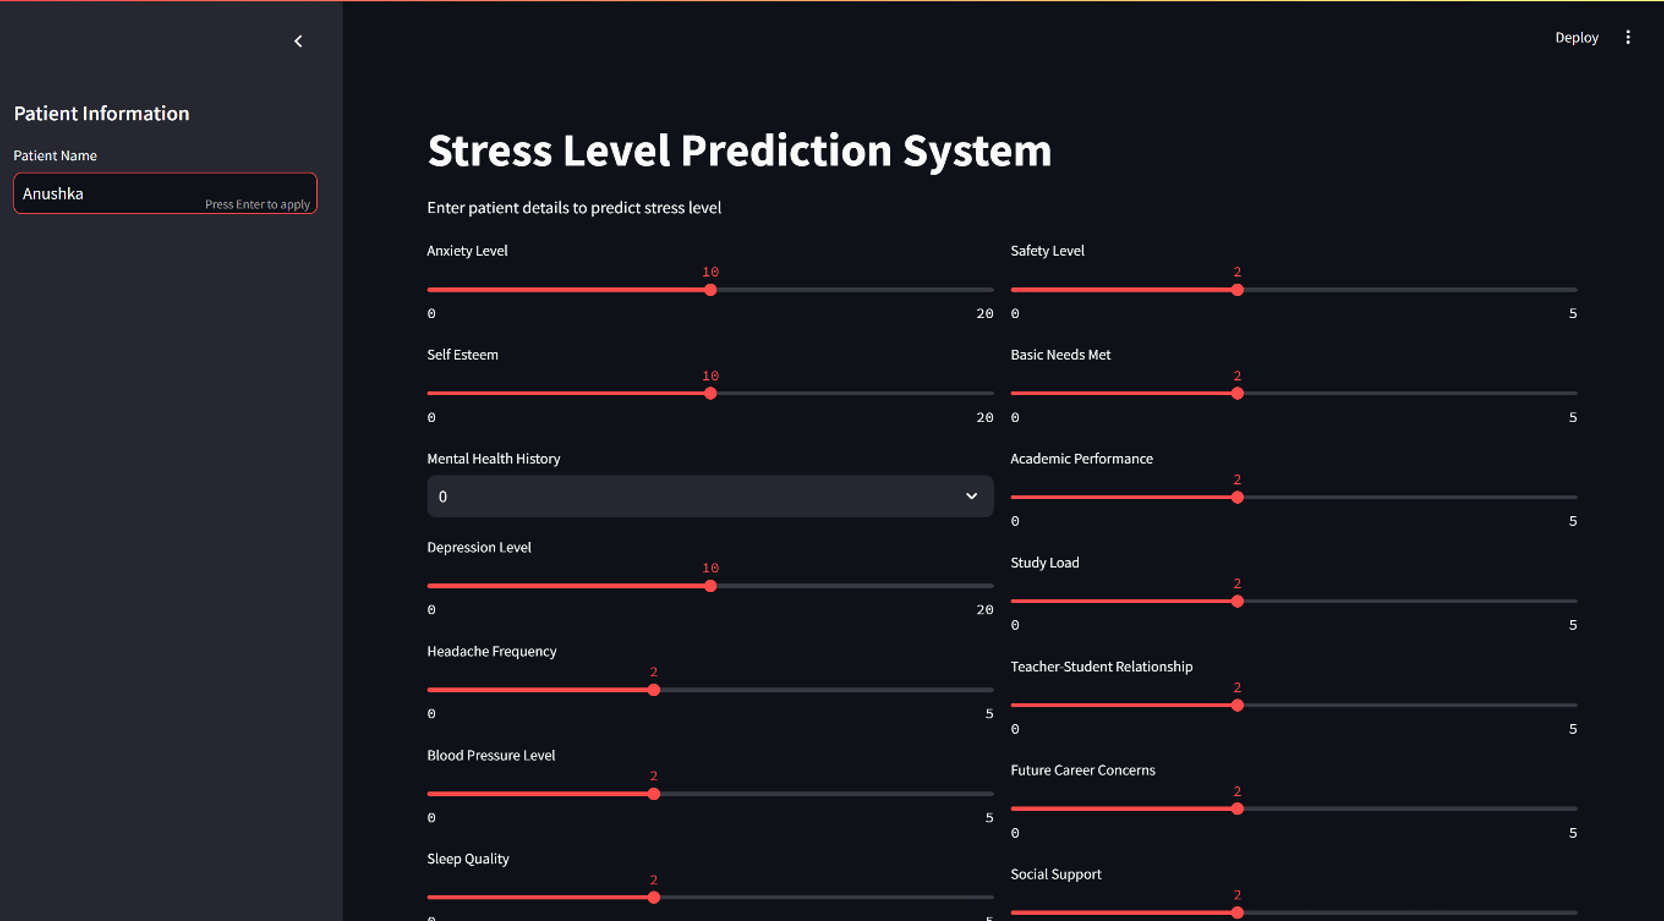 Deploy
Patient Information
Patient Name
Anushka
Press Enter to apply
Stress Level Prediction System
Enter patient details to predict stress level
Anxiety Level
10
0 20
Self Esteem
10
0 20
Mental Health History
0
Depression Level
10
0 20
Headache Frequency
2
0 5
Blood Pressure Level
2
0 5
Sleep Quality
2
0 5
Safety Level
2
0 5
Basic Needs Met
2
0 5
Academic Performance
2
0 5
Study Load
2
0 5
Teacher-Student Relationship
2
0 5
Future Career Concerns
2
0 5
Social Support
2